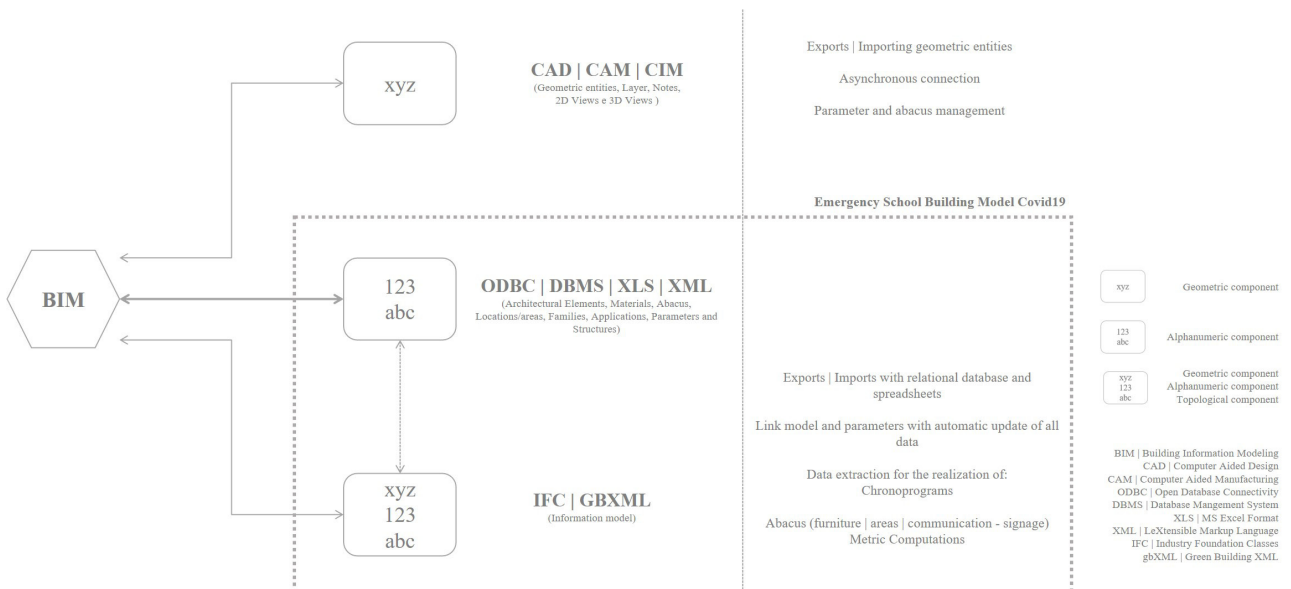 BIM
xyz
CAD | CAM | CIM
(Geometric entities, Layer, Notes,
2D Views e 3D Views )
Exports | Importing geometric entities
Asynchronous connection
Parameter and abacus management
Emergency School Building Model Covid19
123
abc
ODBC | DBMS | XLS | XML
(Architectural Elements, Materials, Abacus,
Locations/areas, Families, Applications, Parameters and
Structures)
xyz
123
abc
IFC | GBXML
(Information model)
Exports | Imports with relational database and
spreadsheets
Link model and parameters with automatic update of all
data
Data extraction for the realization of:
Chronoprograms
Abacus (furniture | areas | communication - signage)
Metric Computations
xyz
Geometric component
123
abc
Alphanumeric component
xyz
123
abc
Geometric component
Alphanumeric component
Topological component
BIM | Building Information Modeling
CAD | Computer Aided Design
CAM | Computer Aided Manufacturing
ODBC | Open Database Connectivity
DBMS | Database Mengement System
XLS | MS Excel Format
XML | LeXtensible Markup Language
IFC | Industry Foundation Classes
gbXML | Green Building XML